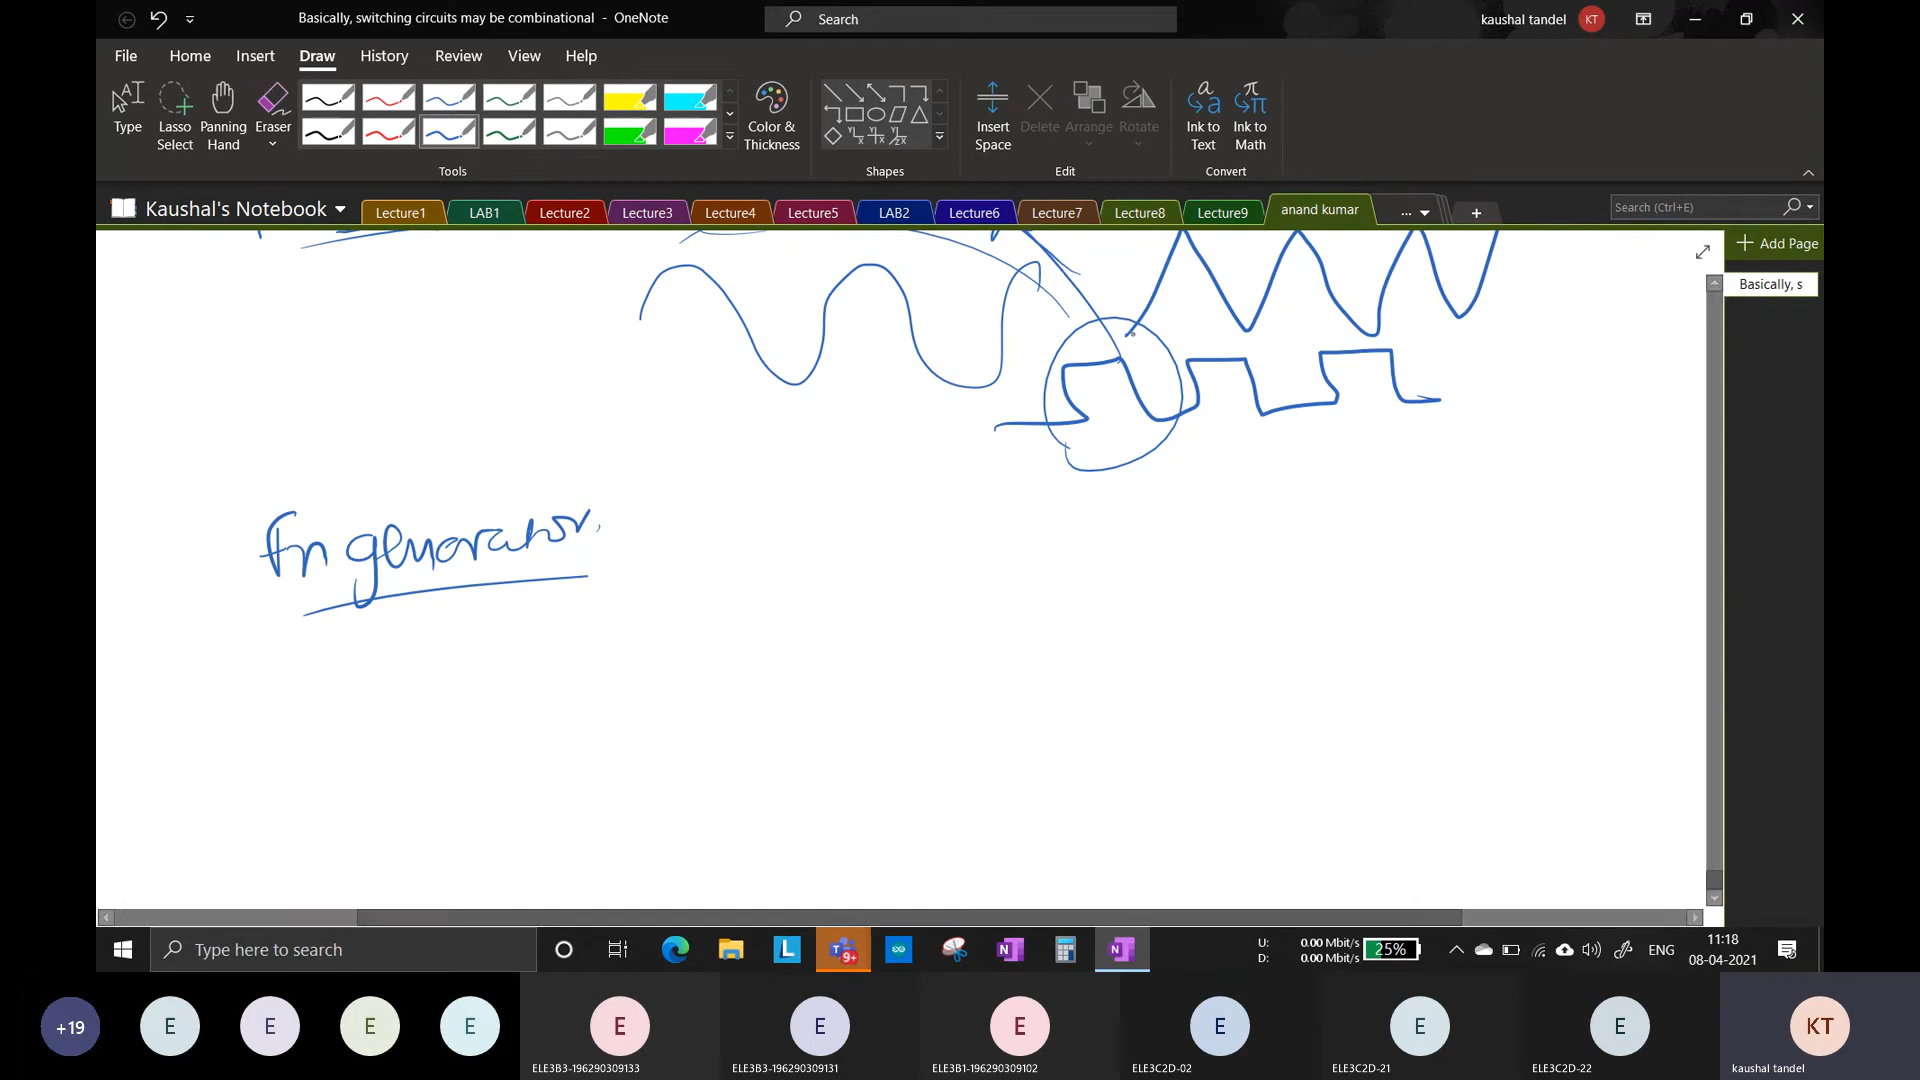 Basically, switching circuits may be combinational - OneNote
Search
kaushal tandel
KT
File Home Insert Draw History Review View Help
Type
Lasso Select
Panning Hand
Eraser
Color & Thickness
Insert Space
Delete
Arrange
Rotate
Ink to Text
Ink to Math
Tools
Shapes
Edit
Convert
Kaushal's Notebook
Lecture1 LAB1 Lecture2 Lecture3 Lecture4 Lecture5 LAB2 Lecture6 Lecture7 Lecture8 Lecture9 anand kumar ... +
Search (Ctrl+E)
Add Page
Basically, s
fn generator.
Type here to search
9+
U: 0.00 Mbit/s
D: 0.00 Mbit/s
25%
ENG
11:18
08-04-2021
+19 E E E E E E E E E E KT
ELE3B3-196290309133
ELE3B3-196290309131
ELE3B1-196290309102
ELE3C2D-02
ELE3C2D-21
ELE3C2D-22
kaushal tandel